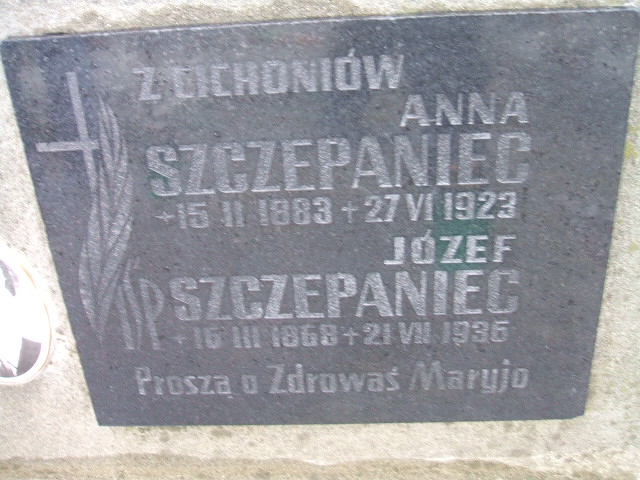 Z CICHONIÓW
ANNA
SZCZEPANIEC
+15 II 1883 +27 VI 1923
JÓZEF
ŚP SZCZEPANIEC
+16 III 1868 +21 VII 1936
Proszą o Zdrowaś Maryjo